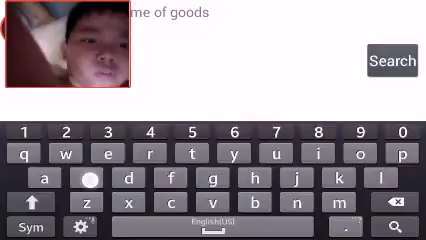 me of goods
Search
1 2 3 4 5 6 7 8 9 0
q w e r t y u i o p
a d f g h j k l
z x c v b n m
Sym English(US) .